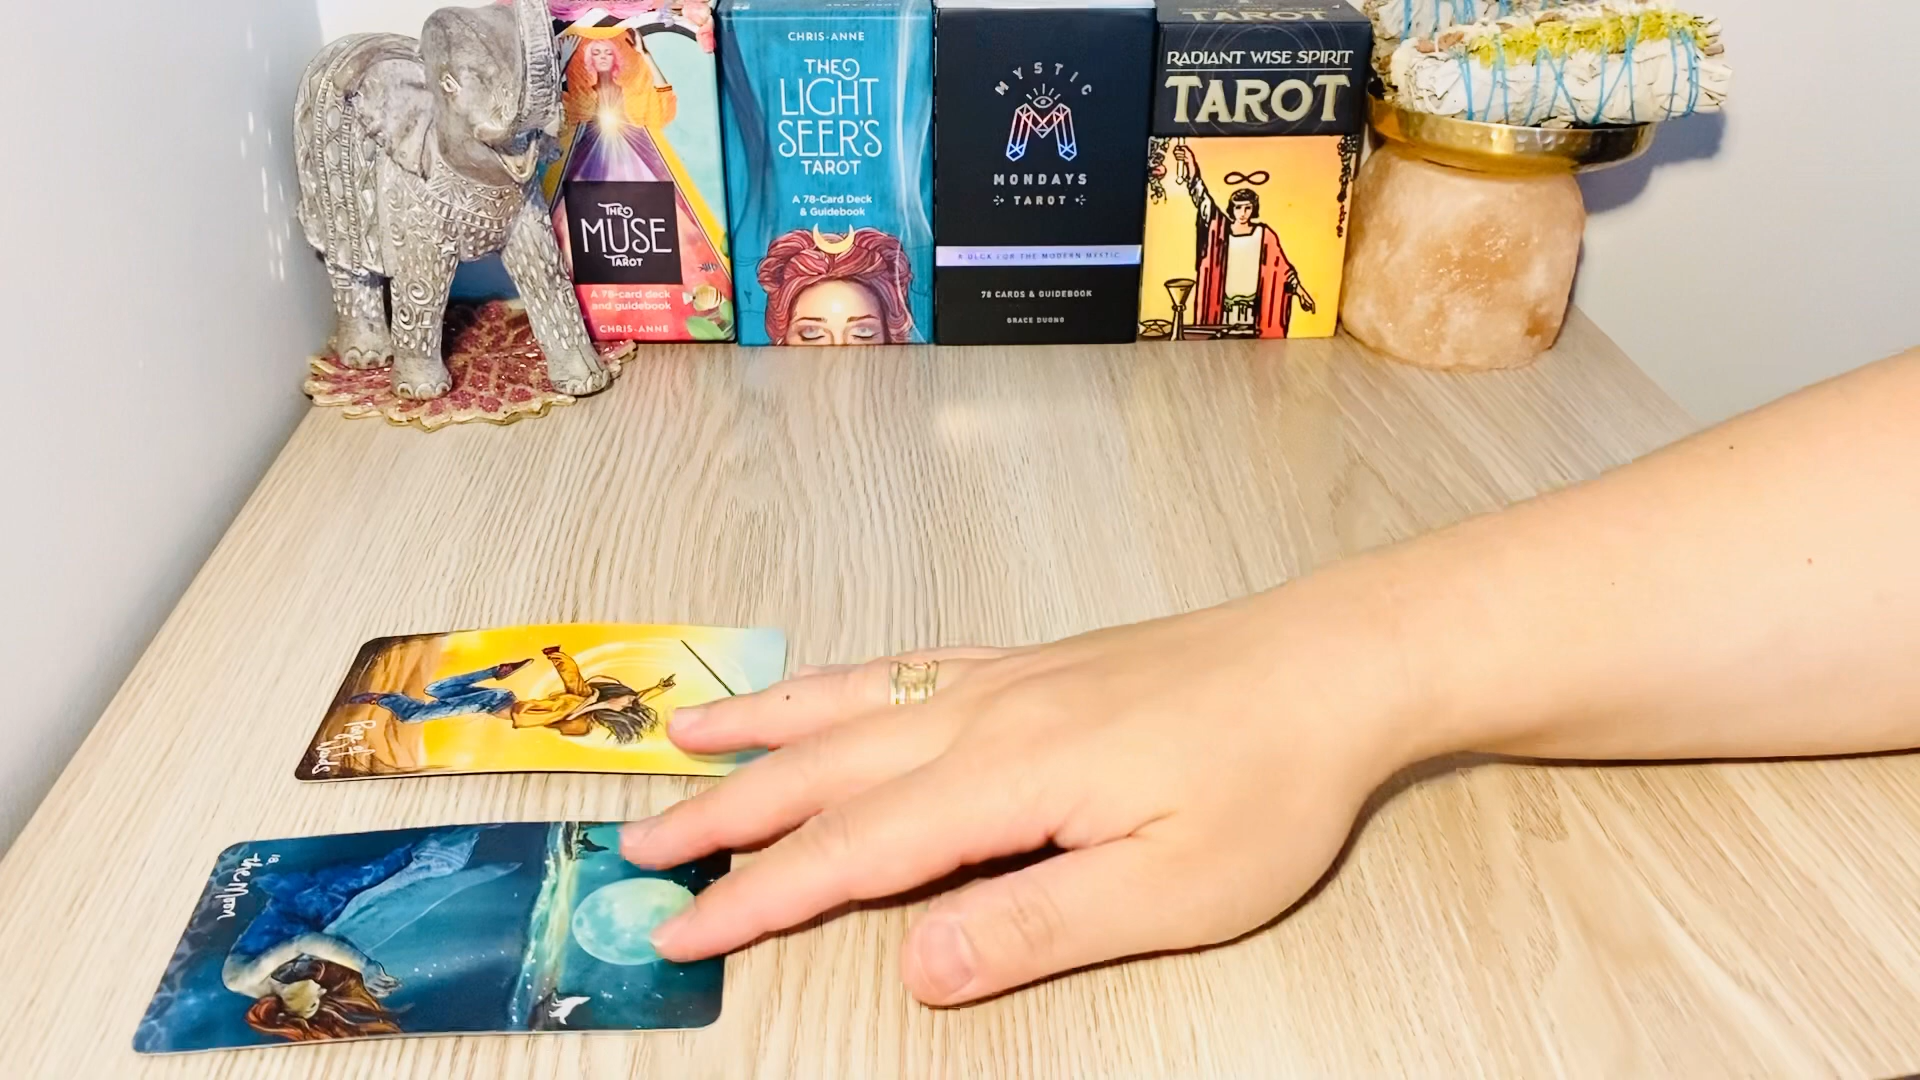 THE
MUSE
TAROT
A 78-card deck
and guidebook
CHRIS-ANNE
CHRIS-ANNE
THE
LIGHT
SEER'S
TAROT
A 78-Card Deck
& Guidebook
MYSTIC
M
MONDAYS
TAROT
A DECK FOR THE MODERN MYSTIC
78 CARDS & GUIDEBOOK
GRACE DUONG
TAROT
RADIANT WISE SPIRIT
TAROT
Page of
Wands
18.
the Moon